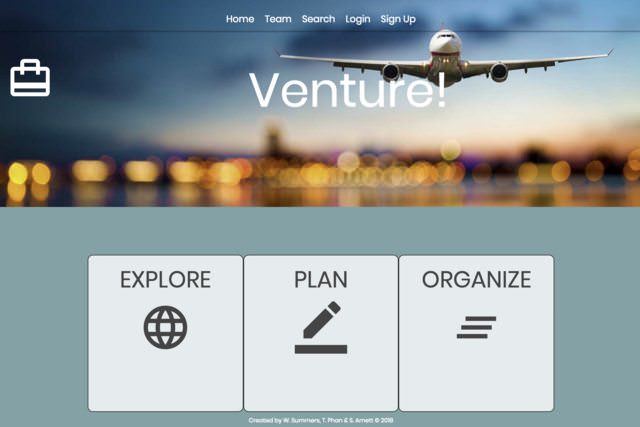 Home Team Search Login Sign Up
Venture!
EXPLORE PLAN ORGANIZE
Created by W. Summers, T. Phan & S. Arnett © 2018